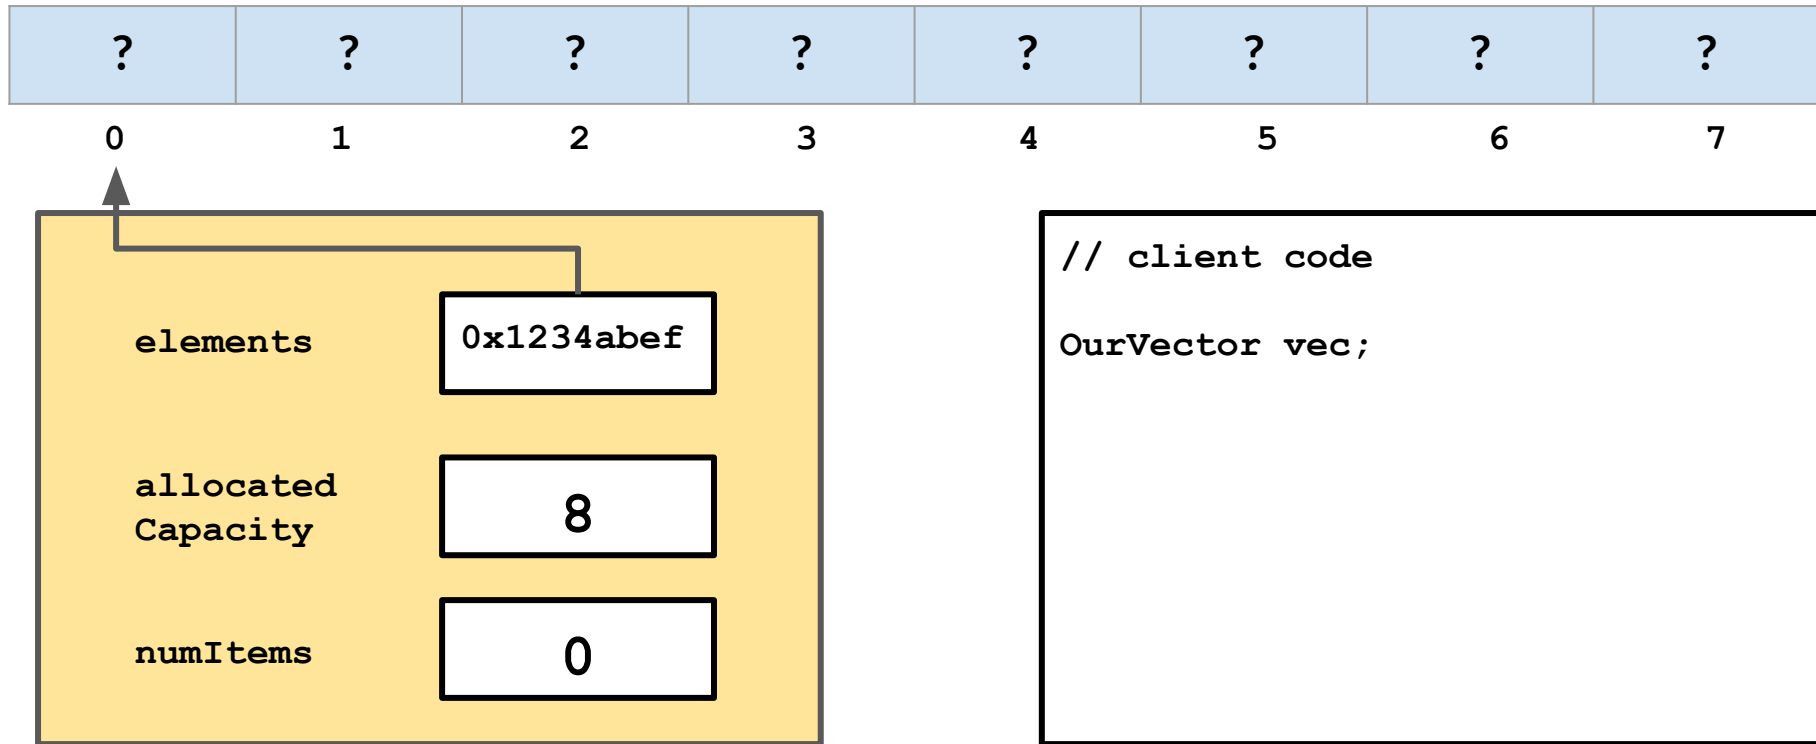 ? ? ? ? ? ? ? ?
0 1 2 3 4 5 6 7
// client code
OurVector vec;
elements 0x1234abef
allocated
Capacity 8
numItems 0